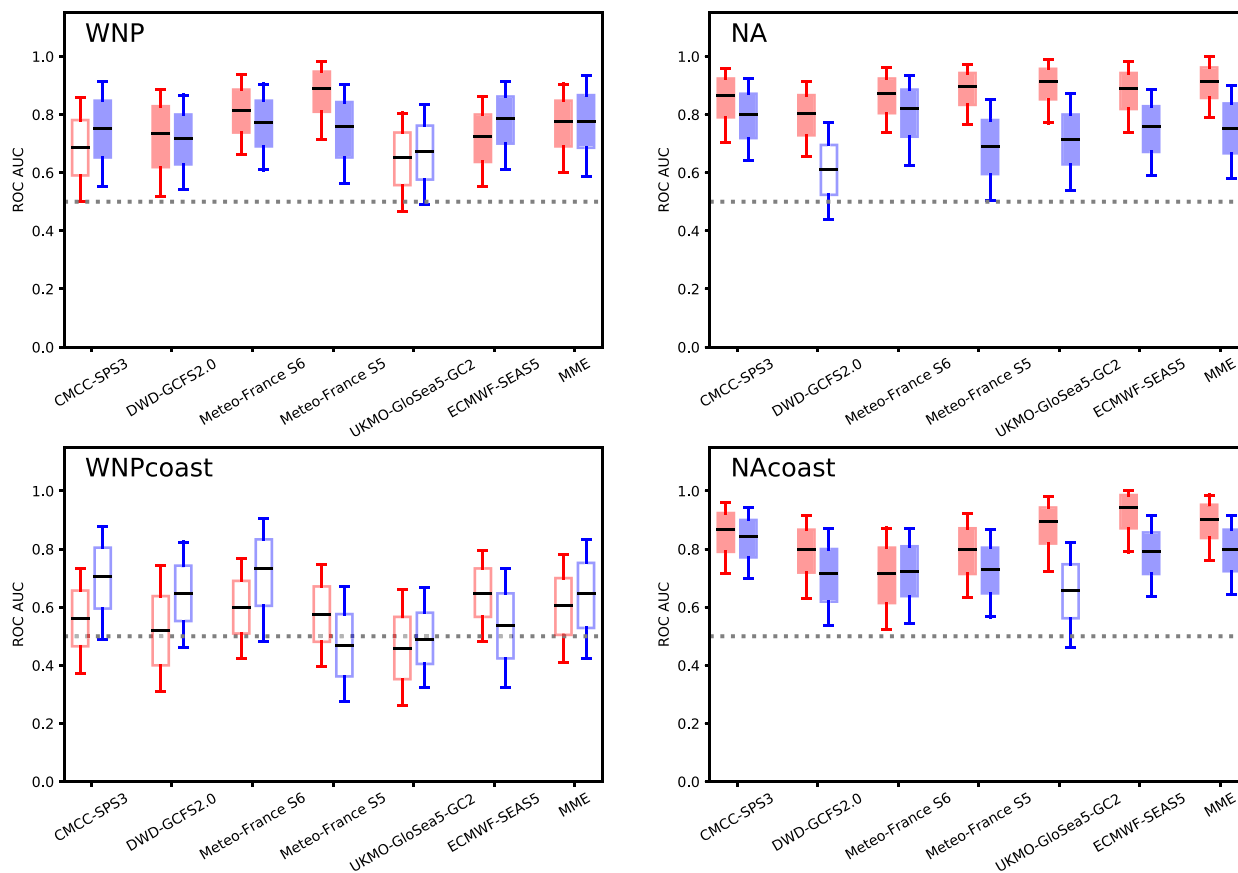 WNP
ROC AUC
1.0
0.8
0.6
0.4
0.2
0.0
CMCC-SPS3
DWD-GCFS2.0
Meteo-France S6
Meteo-France S5
UKMO-GloSea5-GC2
ECMWF-SEAS5
MME
NA
ROC AUC
1.0
0.8
0.6
0.4
0.2
0.0
CMCC-SPS3
DWD-GCFS2.0
Meteo-France S6
Meteo-France S5
UKMO-GloSea5-GC2
ECMWF-SEAS5
MME
WNPcoast
ROC AUC
1.0
0.8
0.6
0.4
0.2
0.0
CMCC-SPS3
DWD-GCFS2.0
Meteo-France S6
Meteo-France S5
UKMO-GloSea5-GC2
ECMWF-SEAS5
MME
NAcoast
ROC AUC
1.0
0.8
0.6
0.4
0.2
0.0
CMCC-SPS3
DWD-GCFS2.0
Meteo-France S6
Meteo-France S5
UKMO-GloSea5-GC2
ECMWF-SEAS5
MME